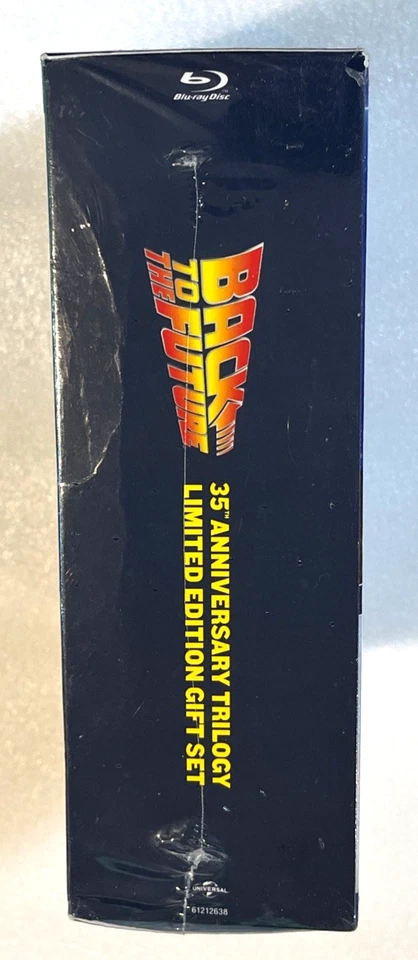 Blu-ray Disc
BACK
TO THE
FUTURE
35TH ANNIVERSARY TRILOGY
LIMITED EDITION GIFT SET
UNIVERSAL
61212638